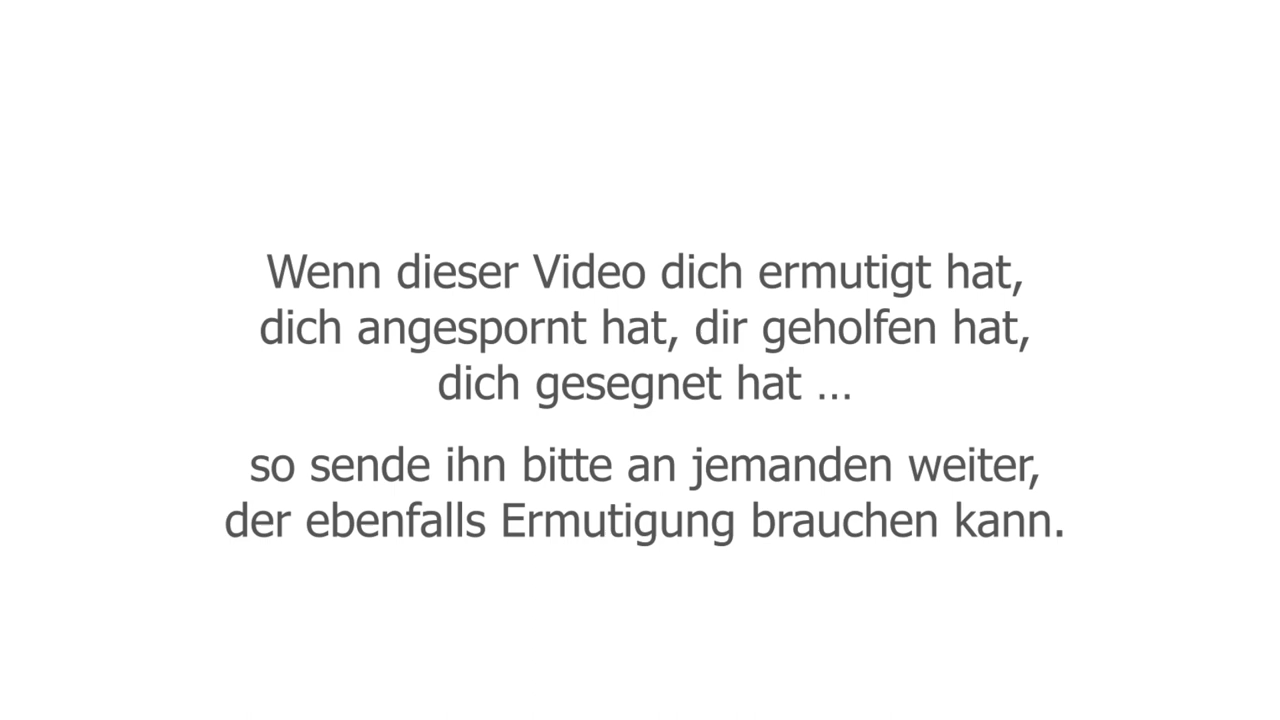 Wenn dieser Video dich ermutigt hat,
dich angespornt hat, dir geholfen hat,
dich gesegnet hat ...
so sende ihn bitte an jemanden weiter,
der ebenfalls Ermutigung brauchen kann.